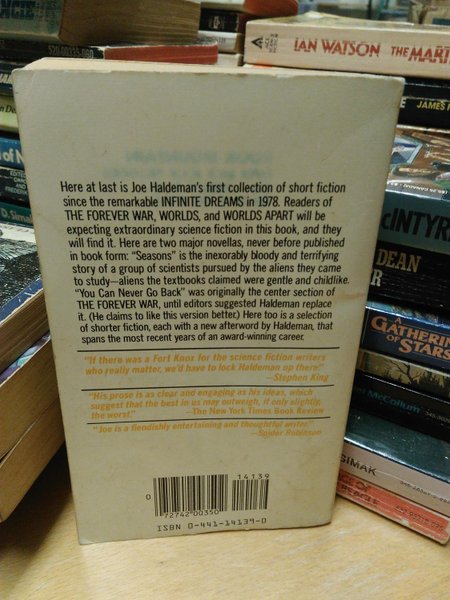 IAN WATSON THE MART
JAMES
Here at last is Joe Haldeman's first collection of short fiction
since the remarkable INFINITE DREAMS in 1978. Readers of
THE FOREVER WAR, WORLDS, and WORLDS APART will be
expecting extraordinary science fiction in this book, and they
will find it. Here are two major novellas, never before published
in book form: "Seasons" is the inexorably bloody and terrifying
story of a group of scientists pursued by the aliens they came
to study—aliens the textbooks claimed were gentle and childlike.
"You Can Never Go Back" was originally the center section of
THE FOREVER WAR, until editors suggested Haldeman replace
it. (He claims to like this version better.) Here too is a selection
of shorter fiction, each with a new afterword by Haldeman, that
spans the most recent years of an award-winning career.
"If there was a Fort Knox for the science fiction writers
who really matter, we'd have to lock Haldeman up there!"
—Stephen King
"His prose is as clear and engaging as his ideas, which
suggest that the best in us may outweigh, if only slightly,
the worst." —The New York Times Book Review
"Joe is a fiendishly entertaining and thoughtful writer."
—Spider Robinson
14139
0 72742 00350
ISBN 0-441-14139-0
cINTYR
DEAN
GATHERING
OF STARS
McCollum
SIMAK